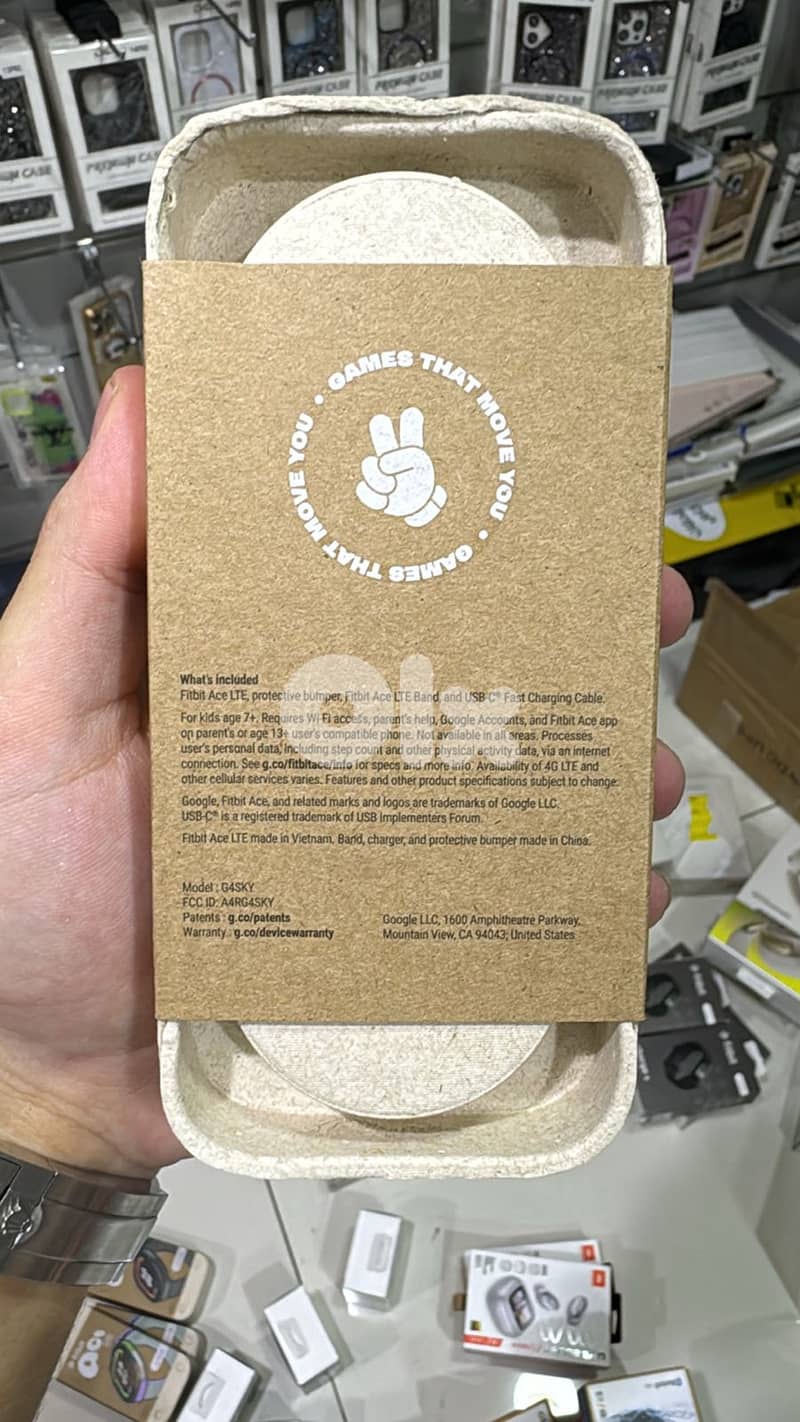 PREMIUM CASE
PREMIUM CASE
PREMIUM CASE
PREMIUM CASE
GAMES THAT MOVE YOU • GAMES THAT MOVE YOU •
What's included
Fitbit Ace LTE, protective bumper, Fitbit Ace LTE Band, and USB-C® Fast Charging Cable.
For kids age 7+. Requires Wi-Fi access, parent's help, Google Accounts, and Fitbit Ace app
on parent's or age 13+ user's compatible phone. Not available in all areas. Processes
user's personal data, including step count and other physical activity data, via an internet
connection. See g.co/fitbitace/info for specs and more info. Availability of 4G LTE and
other cellular services varies. Features and other product specifications subject to change.
Google, Fitbit Ace, and related marks and logos are trademarks of Google LLC.
USB-C® is a registered trademark of USB Implementers Forum.
Fitbit Ace LTE made in Vietnam. Band, charger, and protective bumper made in China.
Model : G4SKY
FCC ID: A4RG4SKY
Patents : g.co/patents
Warranty : g.co/devicewarranty
Google LLC, 1600 Amphitheatre Parkway,
Mountain View, CA 94043, United States